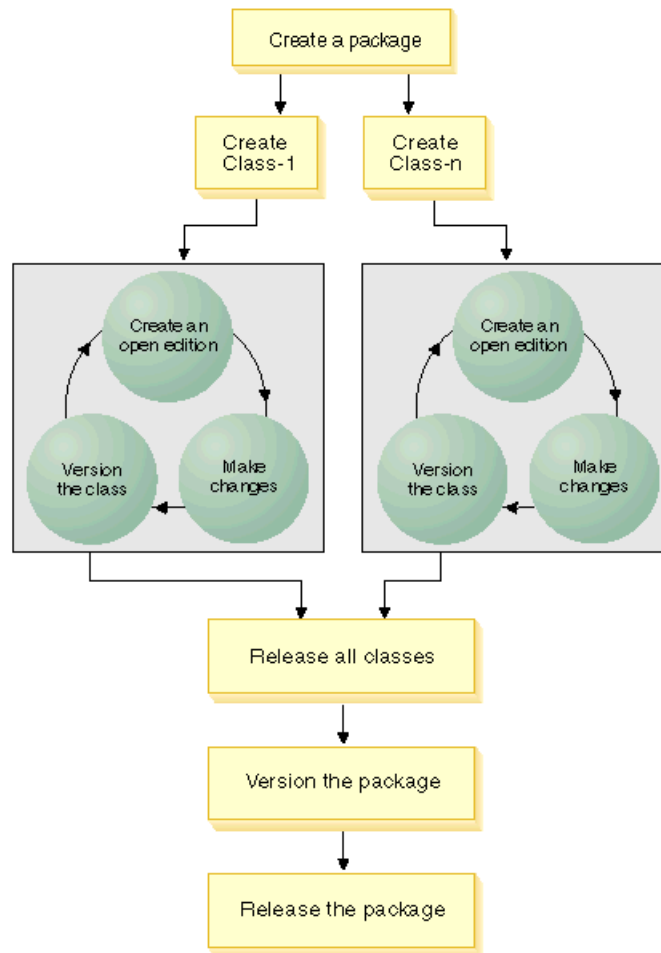 Create a package
Create
Class-1
Create
Class-n
Create an
open edition
Version
the class
Make
changes
Create an
open edition
Version
the class
Make
changes
Release all classes
Version the package
Release the package